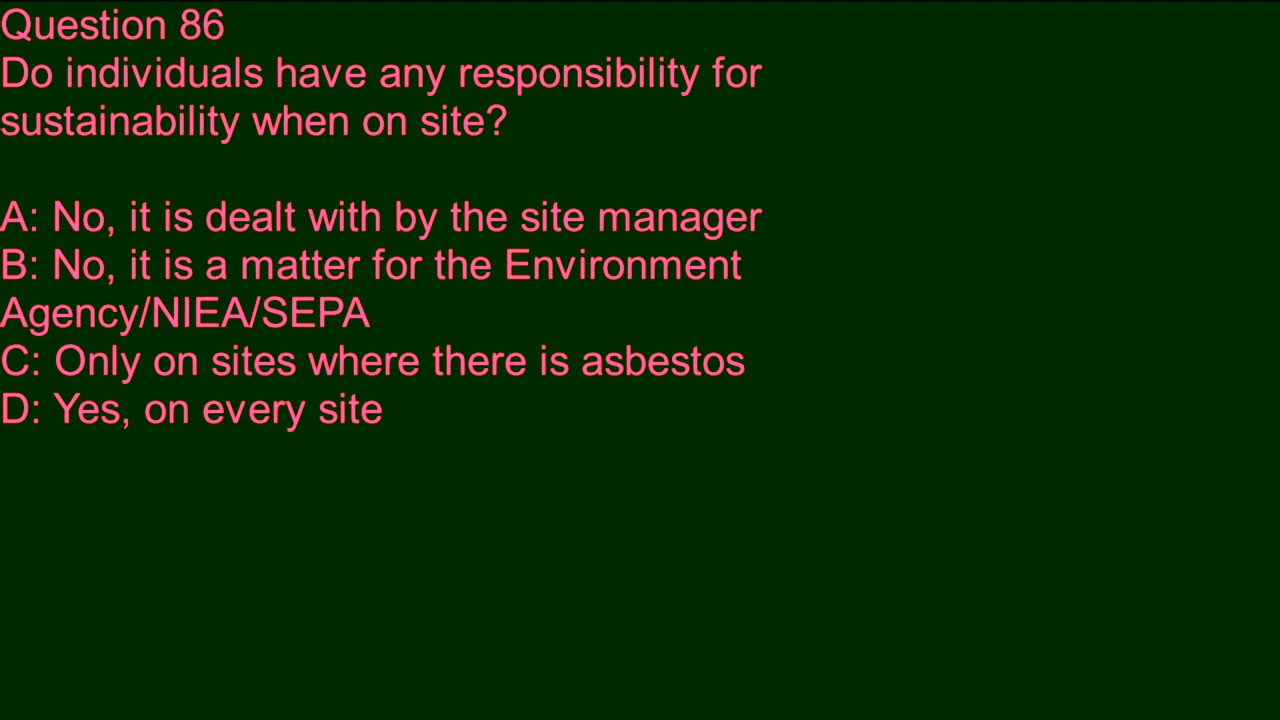 Question 86
Do individuals have any responsibility for
sustainability when on site?
A: No, it is dealt with by the site manager
B: No, it is a matter for the Environment
Agency/NIEA/SEPA
C: Only on sites where there is asbestos
D: Yes, on every site